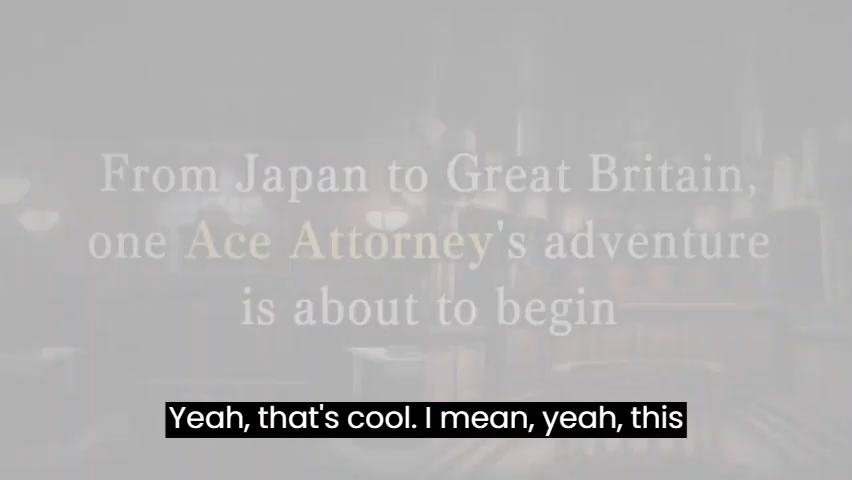 From Japan to Great Britain,
one Ace Attorney's adventure
is about to begin
Yeah, that's cool. I mean, yeah, this